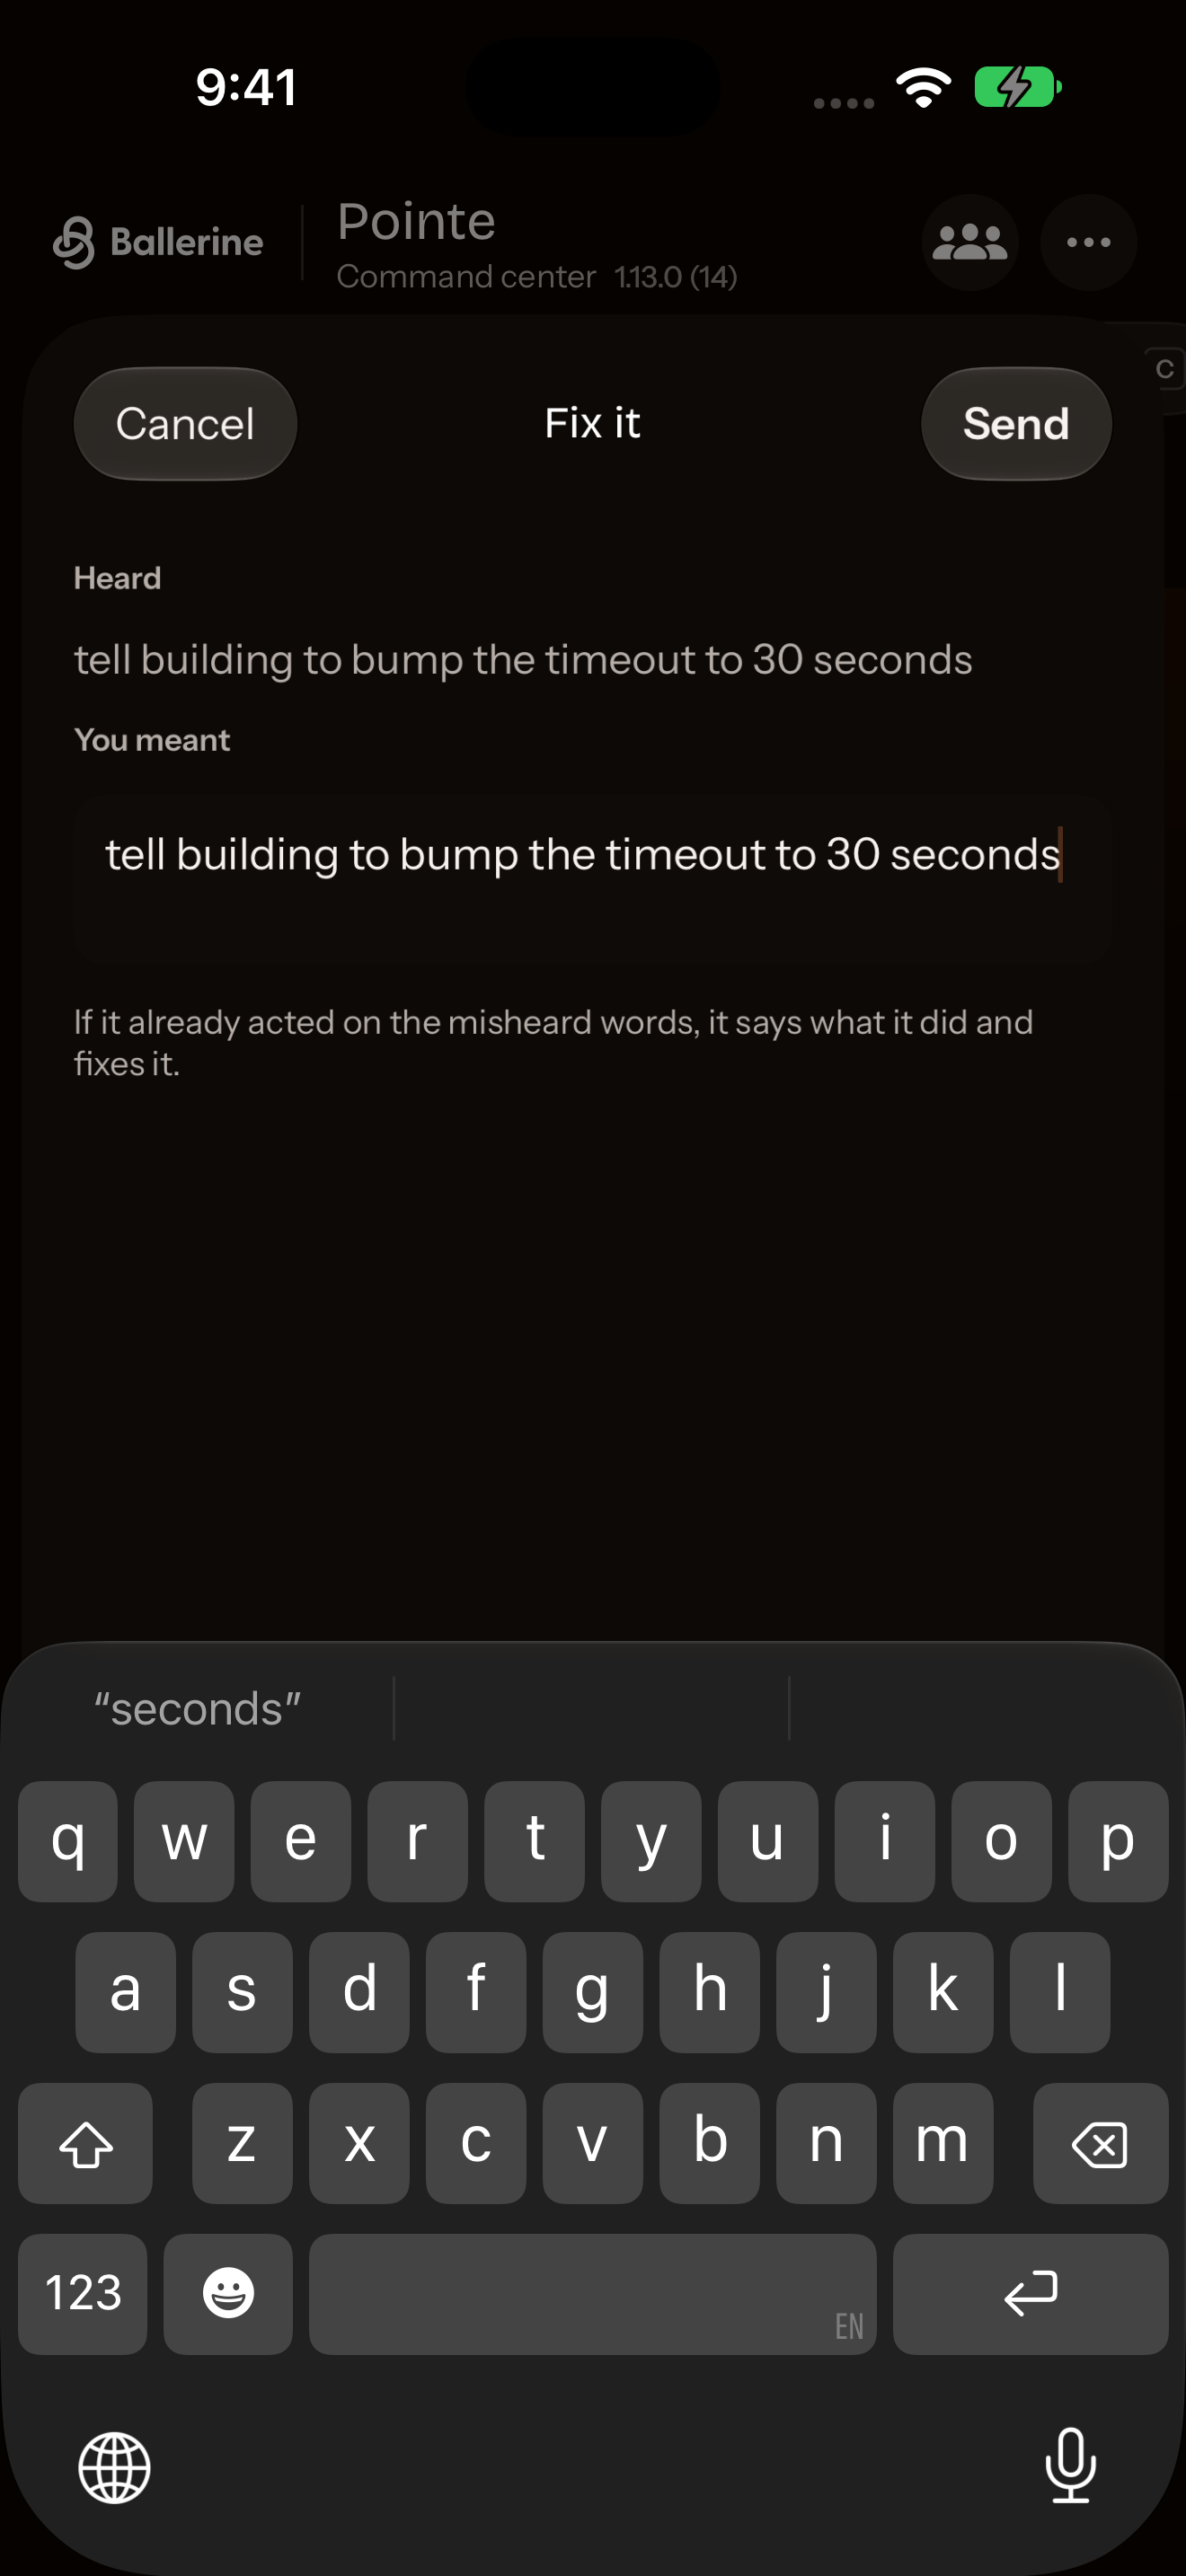 9:41
Ballerine
Pointe
Command center 1.13.0 (14)
C
Cancel
Fix it
Send
Heard
tell building to bump the timeout to 30 seconds
You meant
tell building to bump the timeout to 30 seconds
If it already acted on the misheard words, it says what it did and
fixes it.
“seconds”
q w e r t y u i o p
a s d f g h j k l
z x c v b n m
123
EN